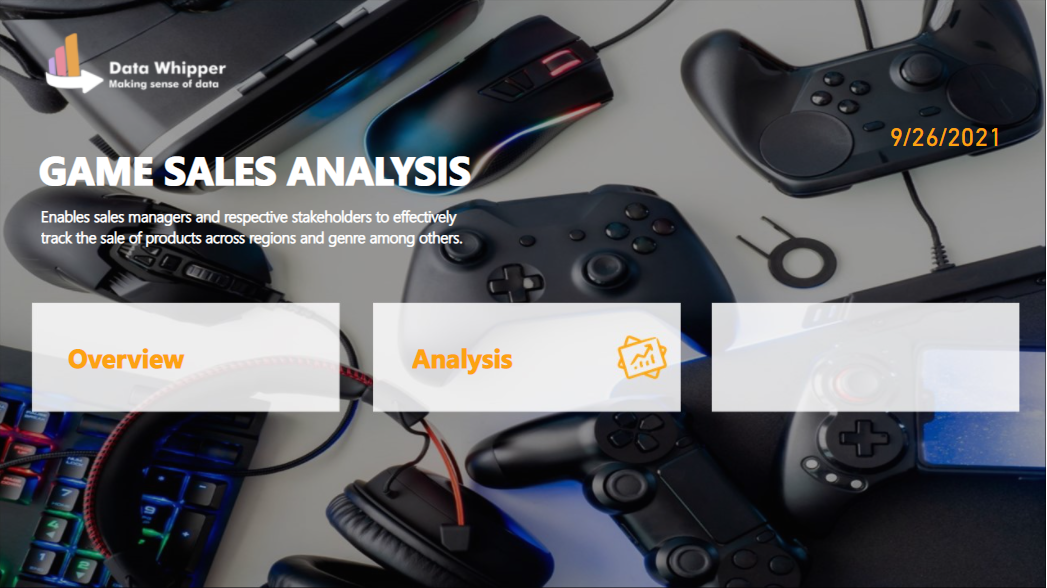 Data Whipper
Making sense of data
9/26/2021
GAME SALES ANALYSIS
Enables sales managers and respective stakeholders to effectively
track the sale of products across regions and genre among others.
Overview
Analysis